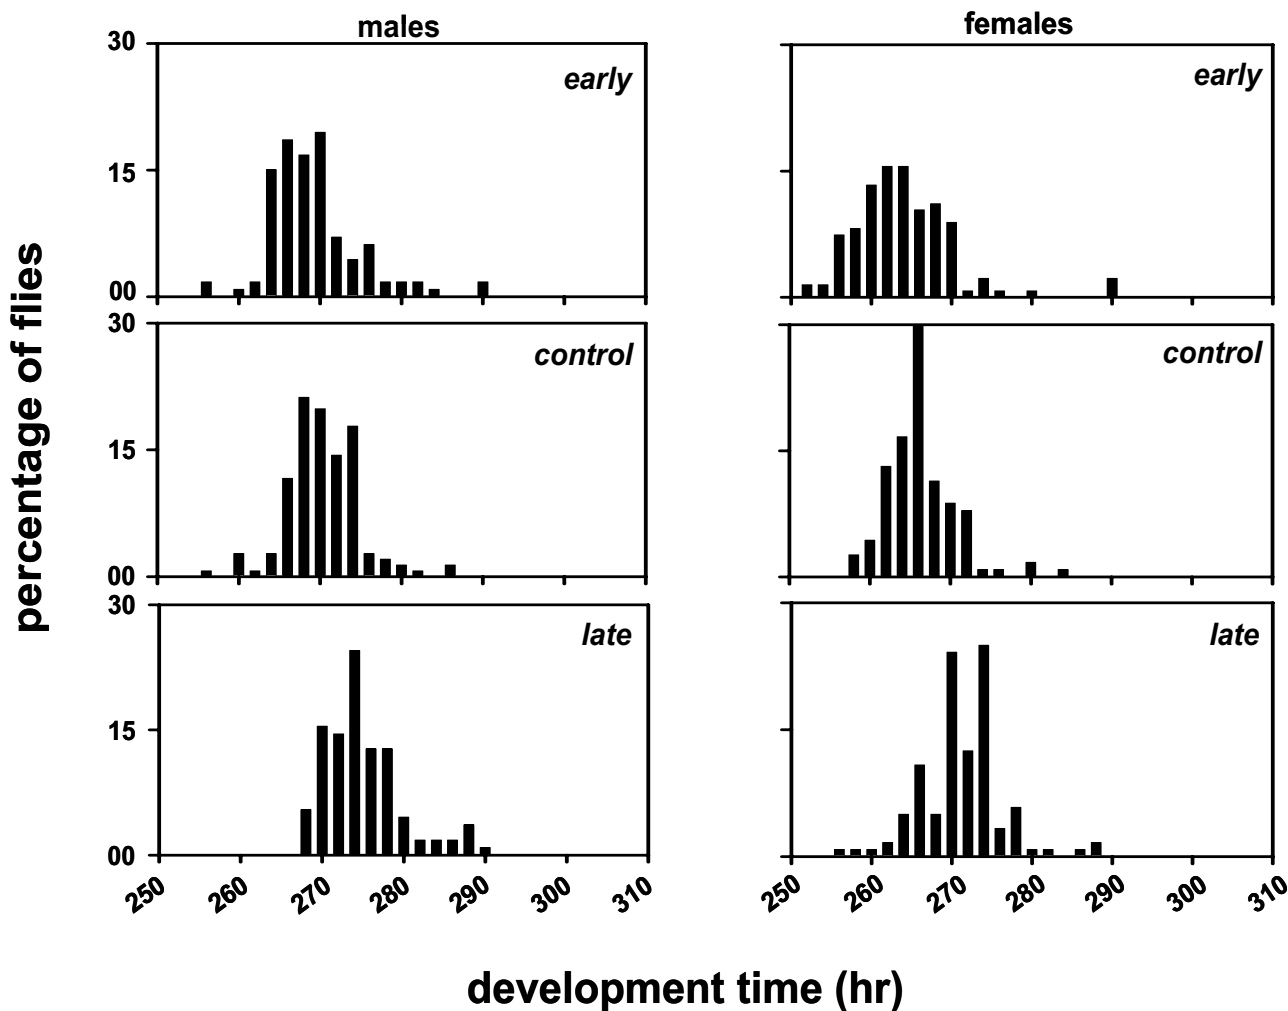 males
females
30
15
00
early
early
30
15
00
control
control
30
15
00
late
late
250 260 270 280 290 300 310
250 260 270 280 290 300 310
percentage of flies
development time (hr)